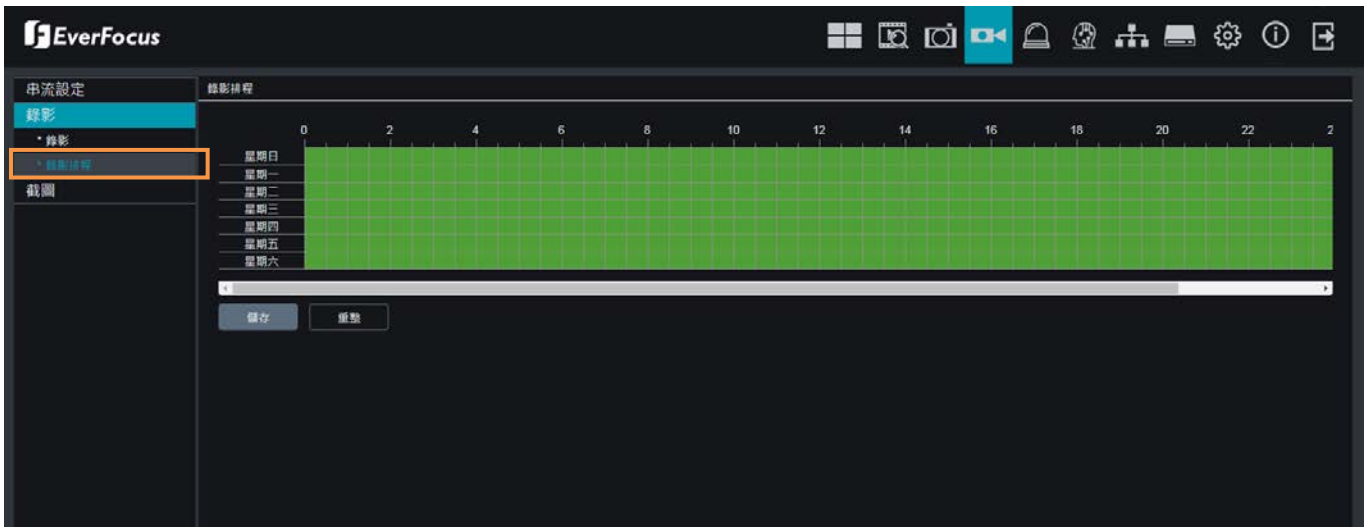 EverFocus
串流設定
錄影
* 錄影
* 錄影排程
截圖
錄影排程
0 2 4 6 8 10 12 14 16 18 20 22 2
星期日
星期一
星期二
星期三
星期四
星期五
星期六
儲存 重整